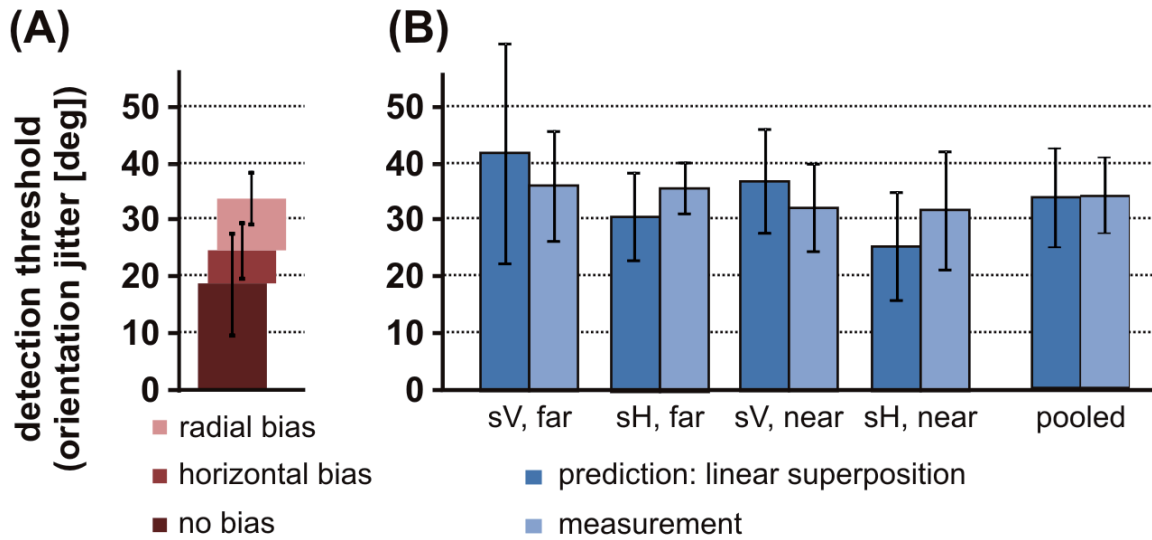 (A)
detection threshold
(orientation jitter [deg])
50
40
30
20
10
0
radial bias
horizontal bias
no bias
(B)
50
40
30
20
10
0
sV, far
sH, far
sV, near
sH, near
pooled
prediction: linear superposition
measurement